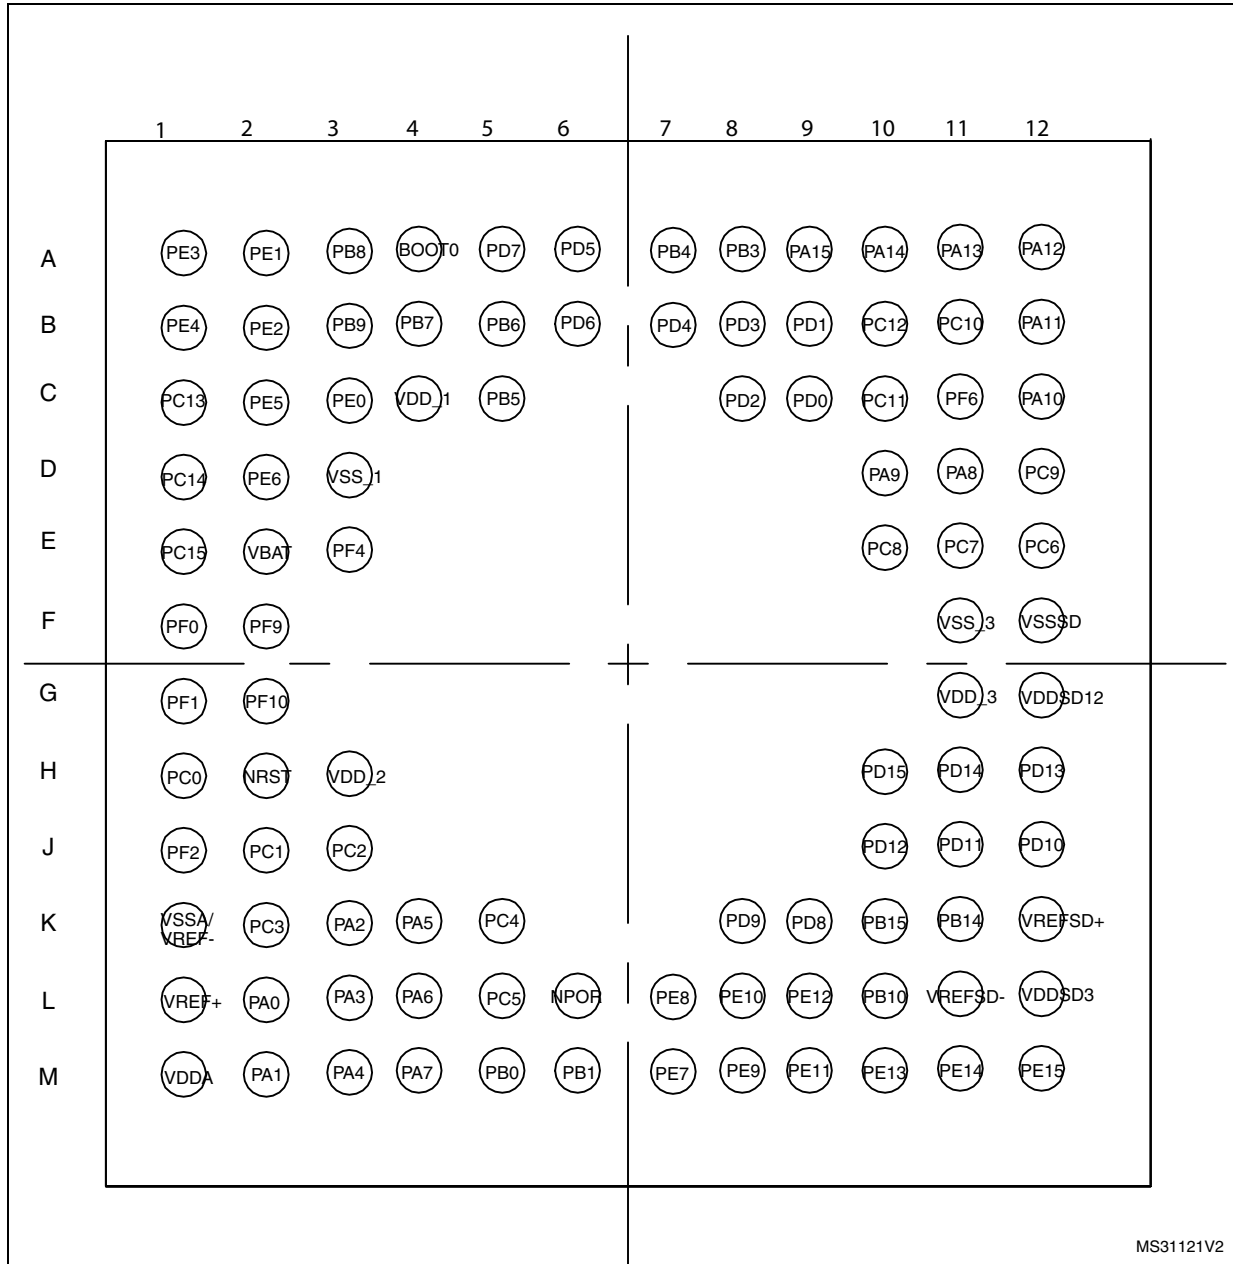 1 2 3 4 5 6 7 8 9 10 11 12
A PE3 PE1 PB8 BOOT0 PD7 PD5 PB4 PB3 PA15 PA14 PA13 PA12
B PE4 PE2 PB9 PB7 PB6 PD6 PD4 PD3 PD1 PC12 PC10 PA11
C PC13 PE5 PE0 VDD_1 PB5 PD2 PD0 PC11 PF6 PA10
D PC14 PE6 VSS_1 PA9 PA8 PC9
E PC15 VBAT PF4 PC8 PC7 PC6
F PF0 PF9 VSS_3 VSSSD
G PF1 PF10 VDD_3 VDDSD12
H PC0 NRST VDD_2 PD15 PD14 PD13
J PF2 PC1 PC2 PD12 PD11 PD10
K VSSA/ VREF- PC3 PA2 PA5 PC4 PD9 PD8 PB15 PB14 VREFSD+
L VREF+ PA0 PA3 PA6 PC5 NPOR PE8 PE10 PE12 PB10 VREFSD- VDDSD3
M VDDA PA1 PA4 PA7 PB0 PB1 PE7 PE9 PE11 PE13 PE14 PE15
MS31121V2